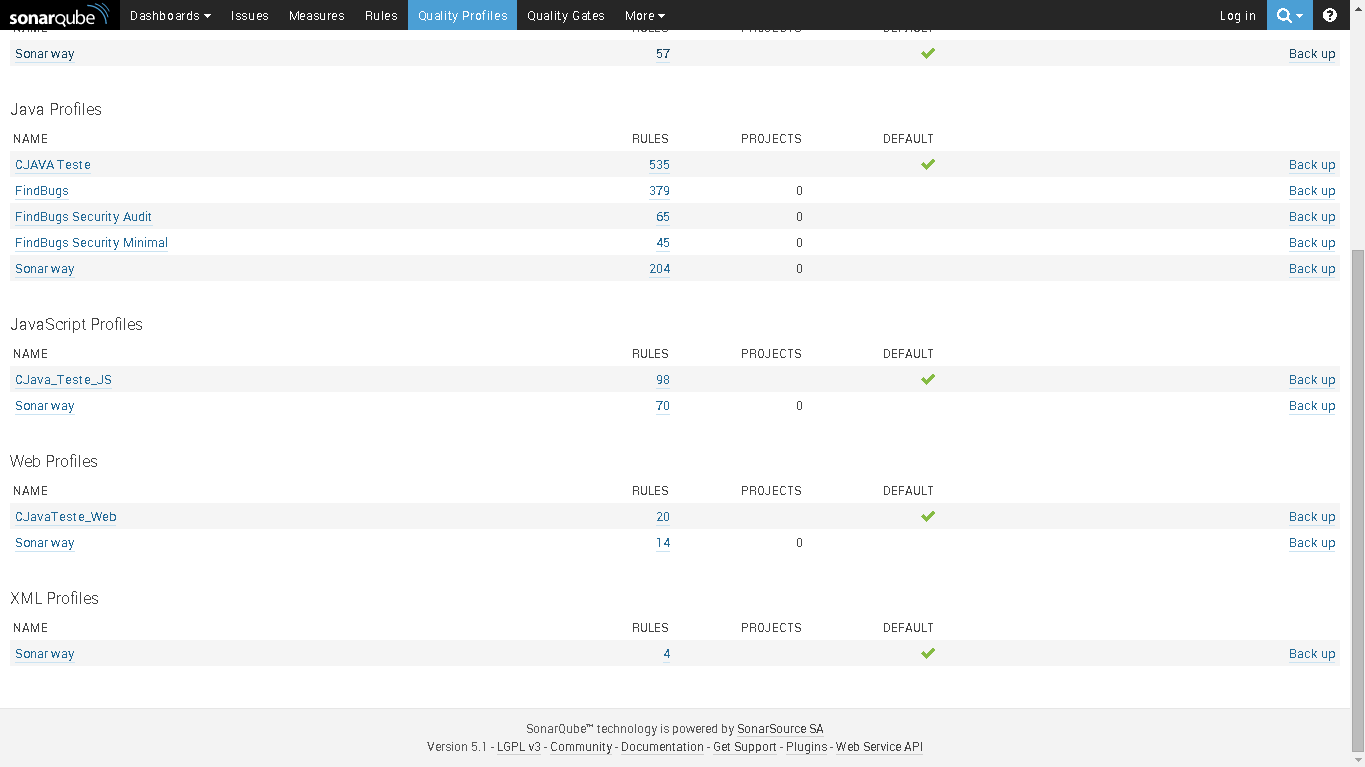 sonarqube Dashboards Issues Measures Rules Quality Profiles Quality Gates More Log in
NAME RULES PROJECTS DEFAULT
Sonar way 57 Back up
Java Profiles
NAME RULES PROJECTS DEFAULT
CJAVA Teste 535 Back up
FindBugs 379 0 Back up
FindBugs Security Audit 65 0 Back up
FindBugs Security Minimal 45 0 Back up
Sonar way 204 0 Back up
JavaScript Profiles
NAME RULES PROJECTS DEFAULT
CJava_Teste_JS 98 Back up
Sonar way 70 0 Back up
Web Profiles
NAME RULES PROJECTS DEFAULT
CJavaTeste_Web 20 Back up
Sonar way 14 0 Back up
XML Profiles
NAME RULES PROJECTS DEFAULT
Sonar way 4 Back up
SonarQube™ technology is powered by SonarSource SA
Version 5.1 - LGPL v3 - Community - Documentation - Get Support - Plugins - Web Service API